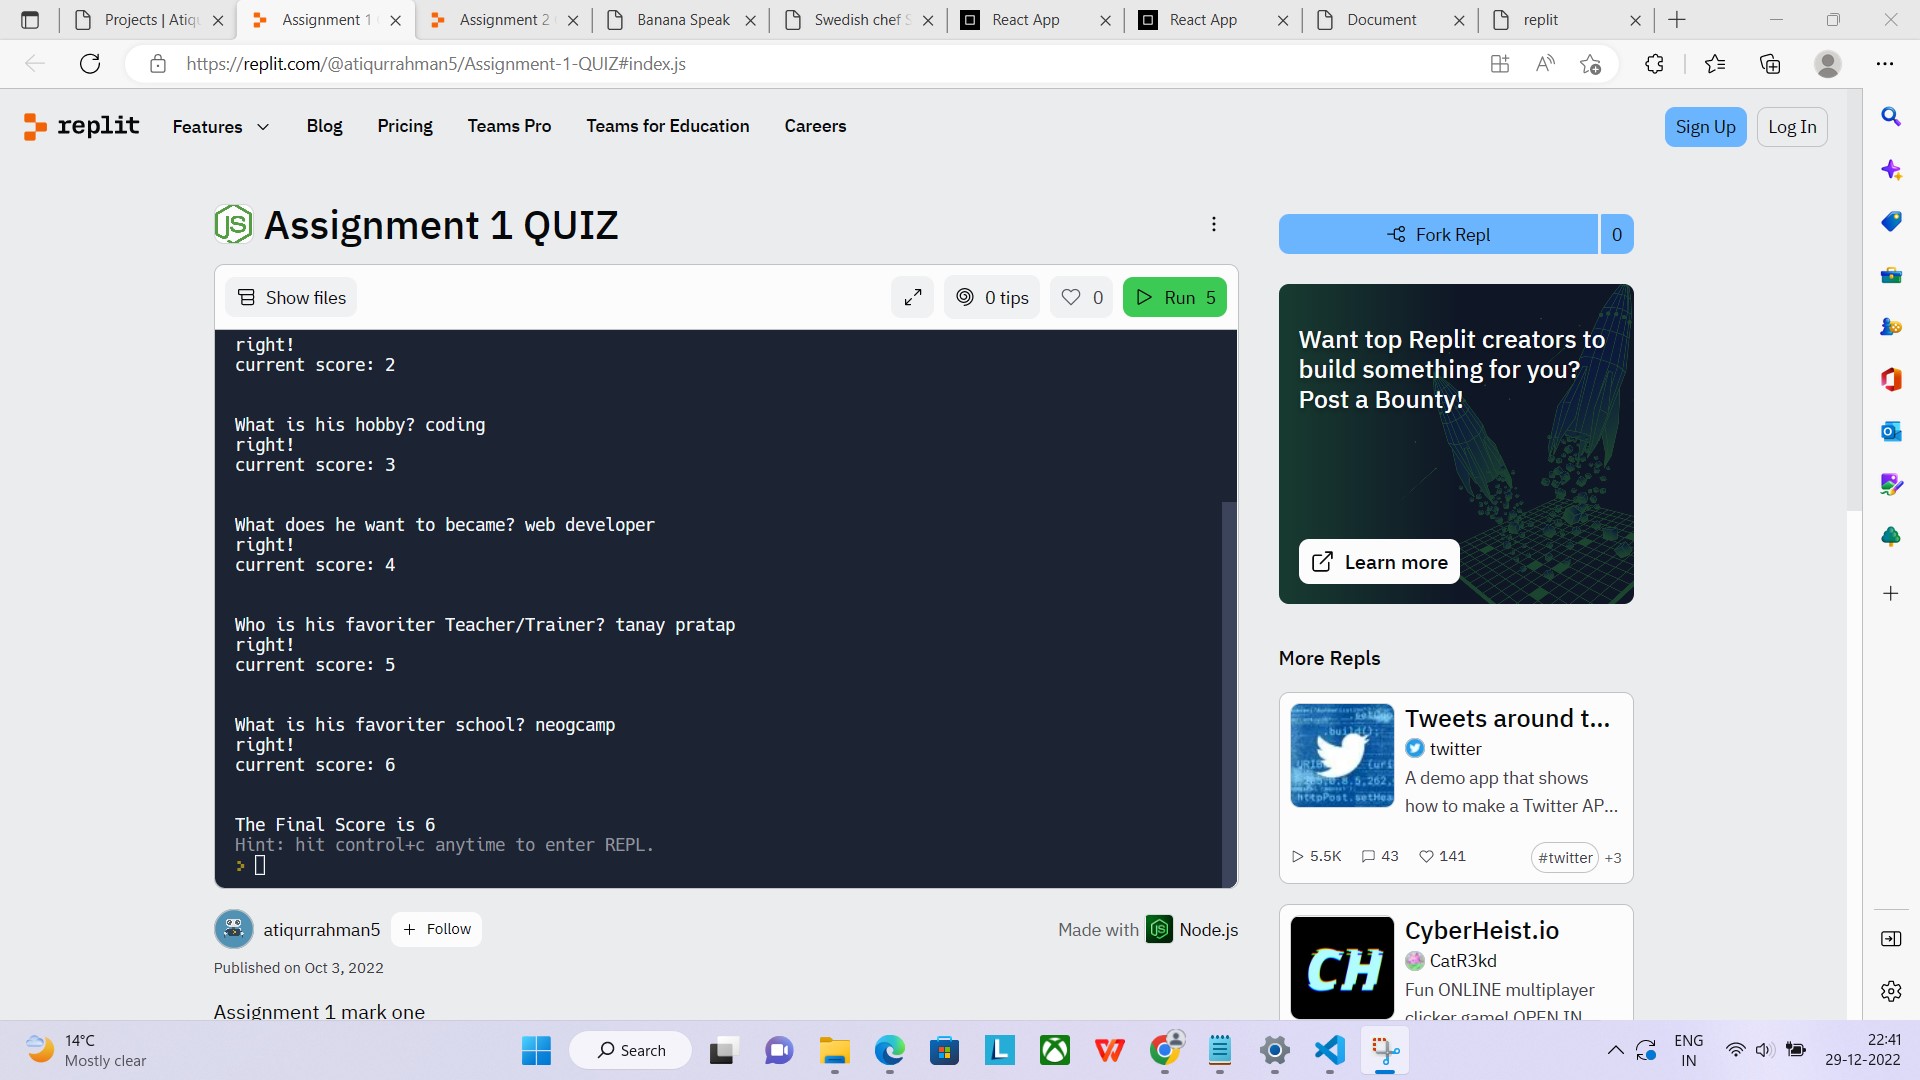 Projects | Atiqu
Assignment 1
Assignment 2
Banana Speak
Swedish chef S
React App
React App
Document
replit
https://replit.com/@atiqurrahman5/Assignment-1-QUIZ#index.js
replit
Features
Blog
Pricing
Teams Pro
Teams for Education
Careers
Sign Up
Log In
JS Assignment 1 QUIZ
Fork Repl 0
Show files
0 tips
0
Run 5
right!
current score: 2
What is his hobby? coding
right!
current score: 3
What does he want to became? web developer
right!
current score: 4
Who is his favoriter Teacher/Trainer? tanay pratap
right!
current score: 5
What is his favoriter school? neogcamp
right!
current score: 6
The Final Score is 6
Hint: hit control+c anytime to enter REPL.
>
Want top Replit creators to
build something for you?
Post a Bounty!
Learn more
More Repls
Tweets around t...
twitter
A demo app that shows
how to make a Twitter AP...
5.5K 43 141 #twitter +3
CH
CyberHeist.io
CatR3kd
Fun ONLINE multiplayer
clicker game! OPEN IN
atiqurrahman5
+ Follow
Made with JS Node.js
Published on Oct 3, 2022
Assignment 1 mark one
14°C
Mostly clear
Search
ENG
IN
22:41
29-12-2022